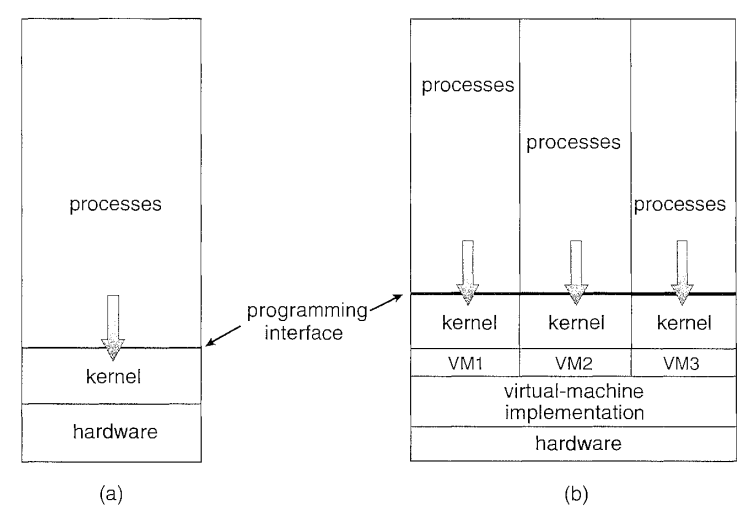 processes
kernel
hardware
(a)
programming
interface
processes
processes
processes
kernel
kernel
kernel
VM1
VM2
VM3
virtual-machine
implementation
hardware
(b)